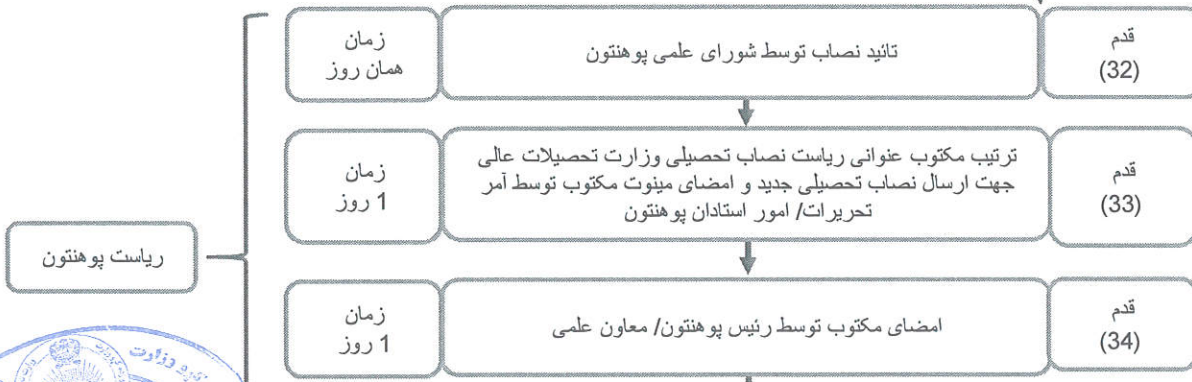 قدم
(32)
تائید نصاب توسط شورای علمی پوهنتون
زمان
همان روز
قدم
(33)
ترتیب مکتوب عنوانی ریاست نصاب تحصیلی وزارت تحصیلات عالی
جهت ارسال نصاب تحصیلی جدید و امضای مینوت مکتوب توسط آمر
تحریرات/ امور استادان پوهنتون
زمان
1 روز
ریاست پوهنتون
قدم
(34)
امضای مکتوب توسط رئیس پوهنتون/ معاون علمی
زمان
1 روز
وزارت